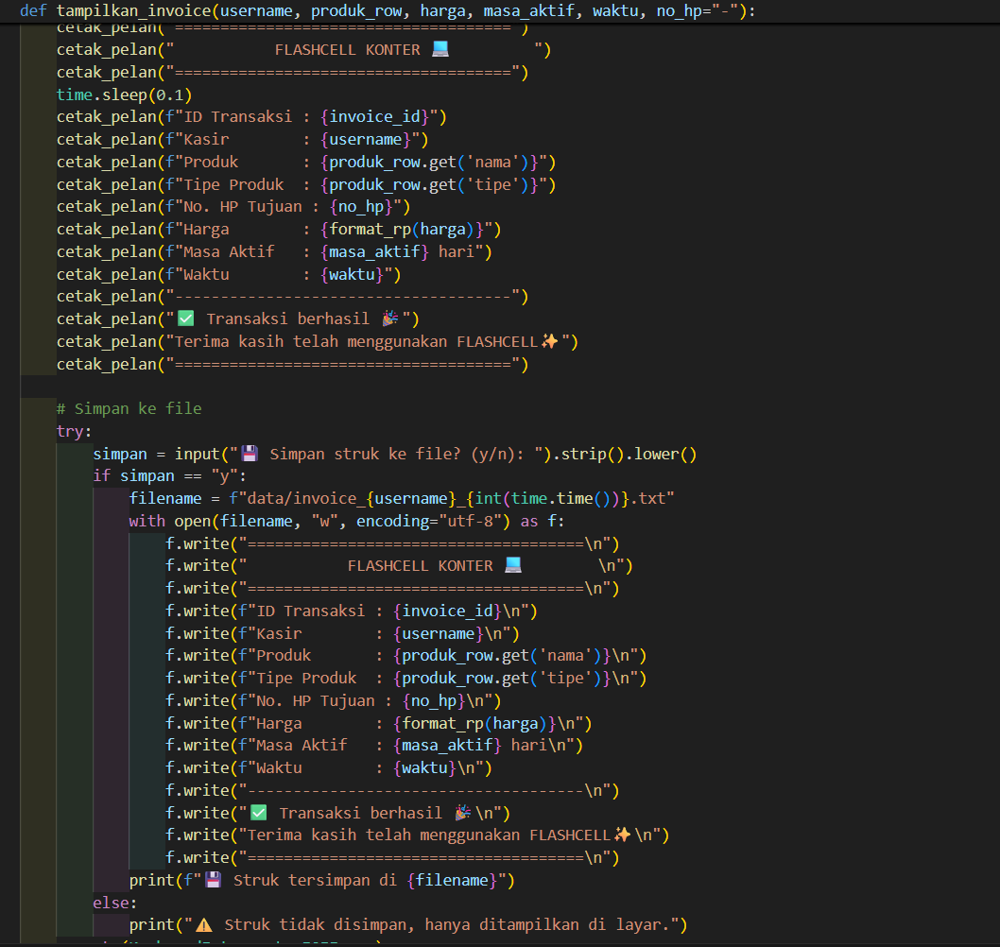 def tampilkan_invoice(username, produk_row, harga, masa_aktif, waktu, no_hp="-"):
    cetak_pelan("=====================================")
    cetak_pelan("           FLASHCELL KONTER 💻          ")
    cetak_pelan("=====================================")
    time.sleep(0.1)
    cetak_pelan(f"ID Transaksi : {invoice_id}")
    cetak_pelan(f"Kasir        : {username}")
    cetak_pelan(f"Produk       : {produk_row.get('nama')}")
    cetak_pelan(f"Tipe Produk  : {produk_row.get('tipe')}")
    cetak_pelan(f"No. HP Tujuan : {no_hp}")
    cetak_pelan(f"Harga        : {format_rp(harga)}")
    cetak_pelan(f"Masa Aktif   : {masa_aktif} hari")
    cetak_pelan(f"Waktu        : {waktu}")
    cetak_pelan("-------------------------------------")
    cetak_pelan("✅ Transaksi berhasil 🎉")
    cetak_pelan("Terima kasih telah menggunakan FLASHCELL✨")
    cetak_pelan("=====================================")
    # Simpan ke file
    try:
        simpan = input("💾 Simpan struk ke file? (y/n): ").strip().lower()
        if simpan == "y":
            filename = f"data/invoice_{username}_{int(time.time())}.txt"
            with open(filename, "w", encoding="utf-8") as f:
                f.write("=====================================\n")
                f.write("           FLASHCELL KONTER 💻        \n")
                f.write("=====================================\n")
                f.write(f"ID Transaksi : {invoice_id}\n")
                f.write(f"Kasir        : {username}\n")
                f.write(f"Produk       : {produk_row.get('nama')}\n")
                f.write(f"Tipe Produk  : {produk_row.get('tipe')}\n")
                f.write(f"No. HP Tujuan : {no_hp}\n")
                f.write(f"Harga        : {format_rp(harga)}\n")
                f.write(f"Masa Aktif   : {masa_aktif} hari\n")
                f.write(f"Waktu        : {waktu}\n")
                f.write("-------------------------------------\n")
                f.write("✅ Transaksi berhasil 🎉\n")
                f.write("Terima kasih telah menggunakan FLASHCELL✨\n")
                f.write("=====================================\n")
            print(f"💾 Struk tersimpan di {filename}")
        else:
            print("⚠️ Struk tidak disimpan, hanya ditampilkan di layar.")